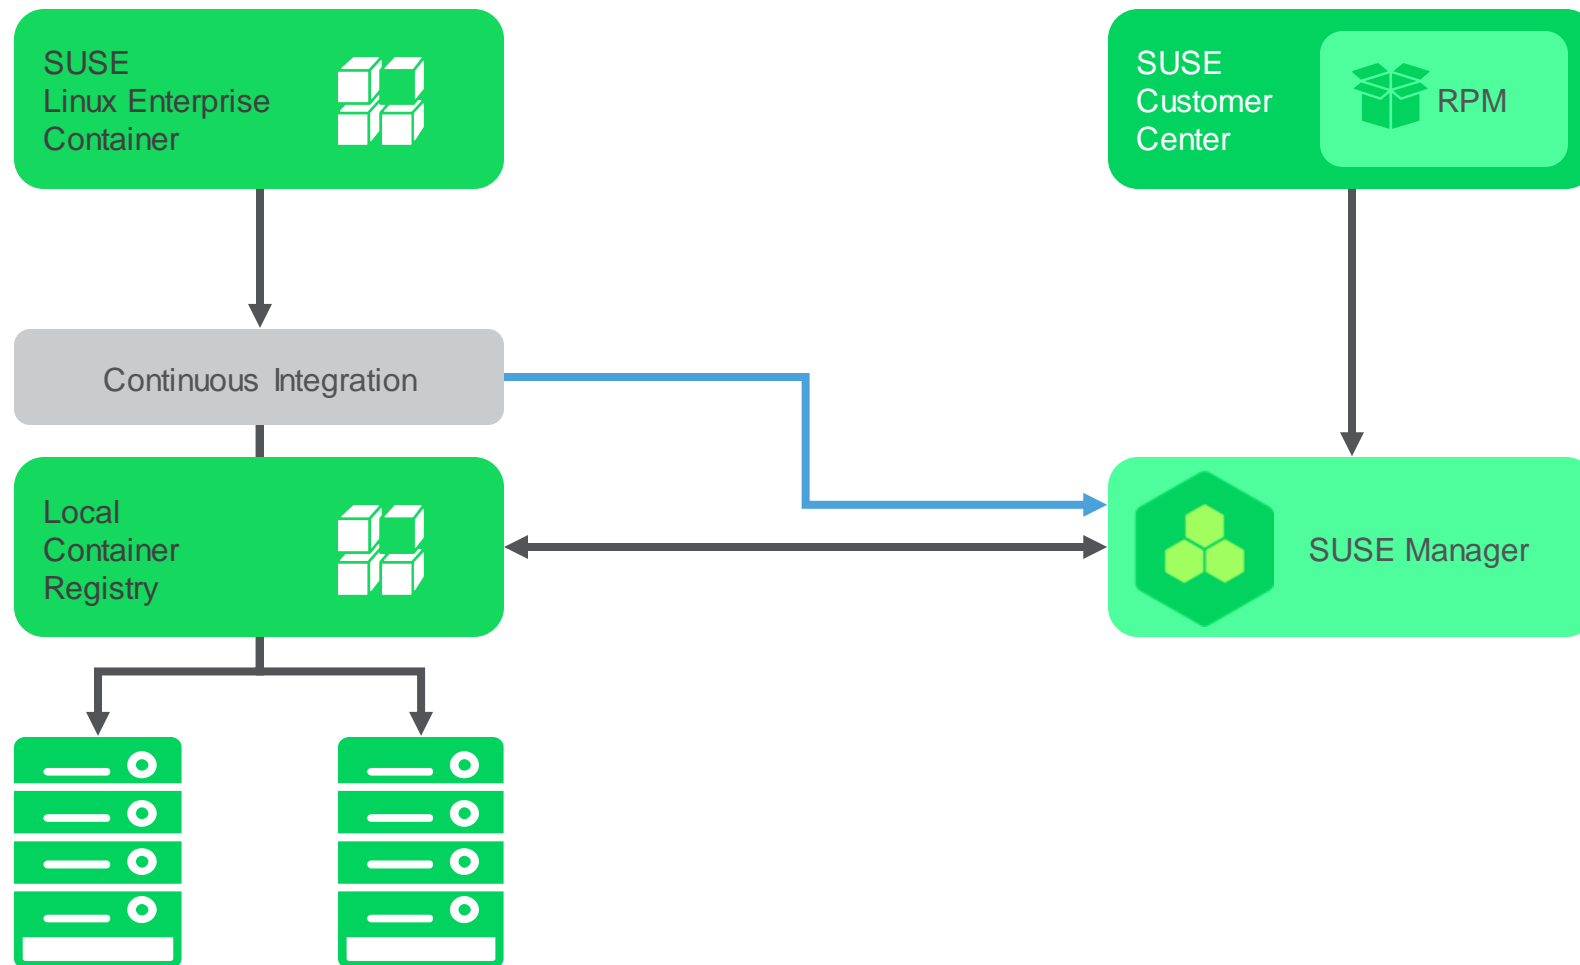 SUSE
Linux Enterprise
Container
SUSE
Customer
Center
RPM
Continuous Integration
Local
Container
Registry
SUSE Manager